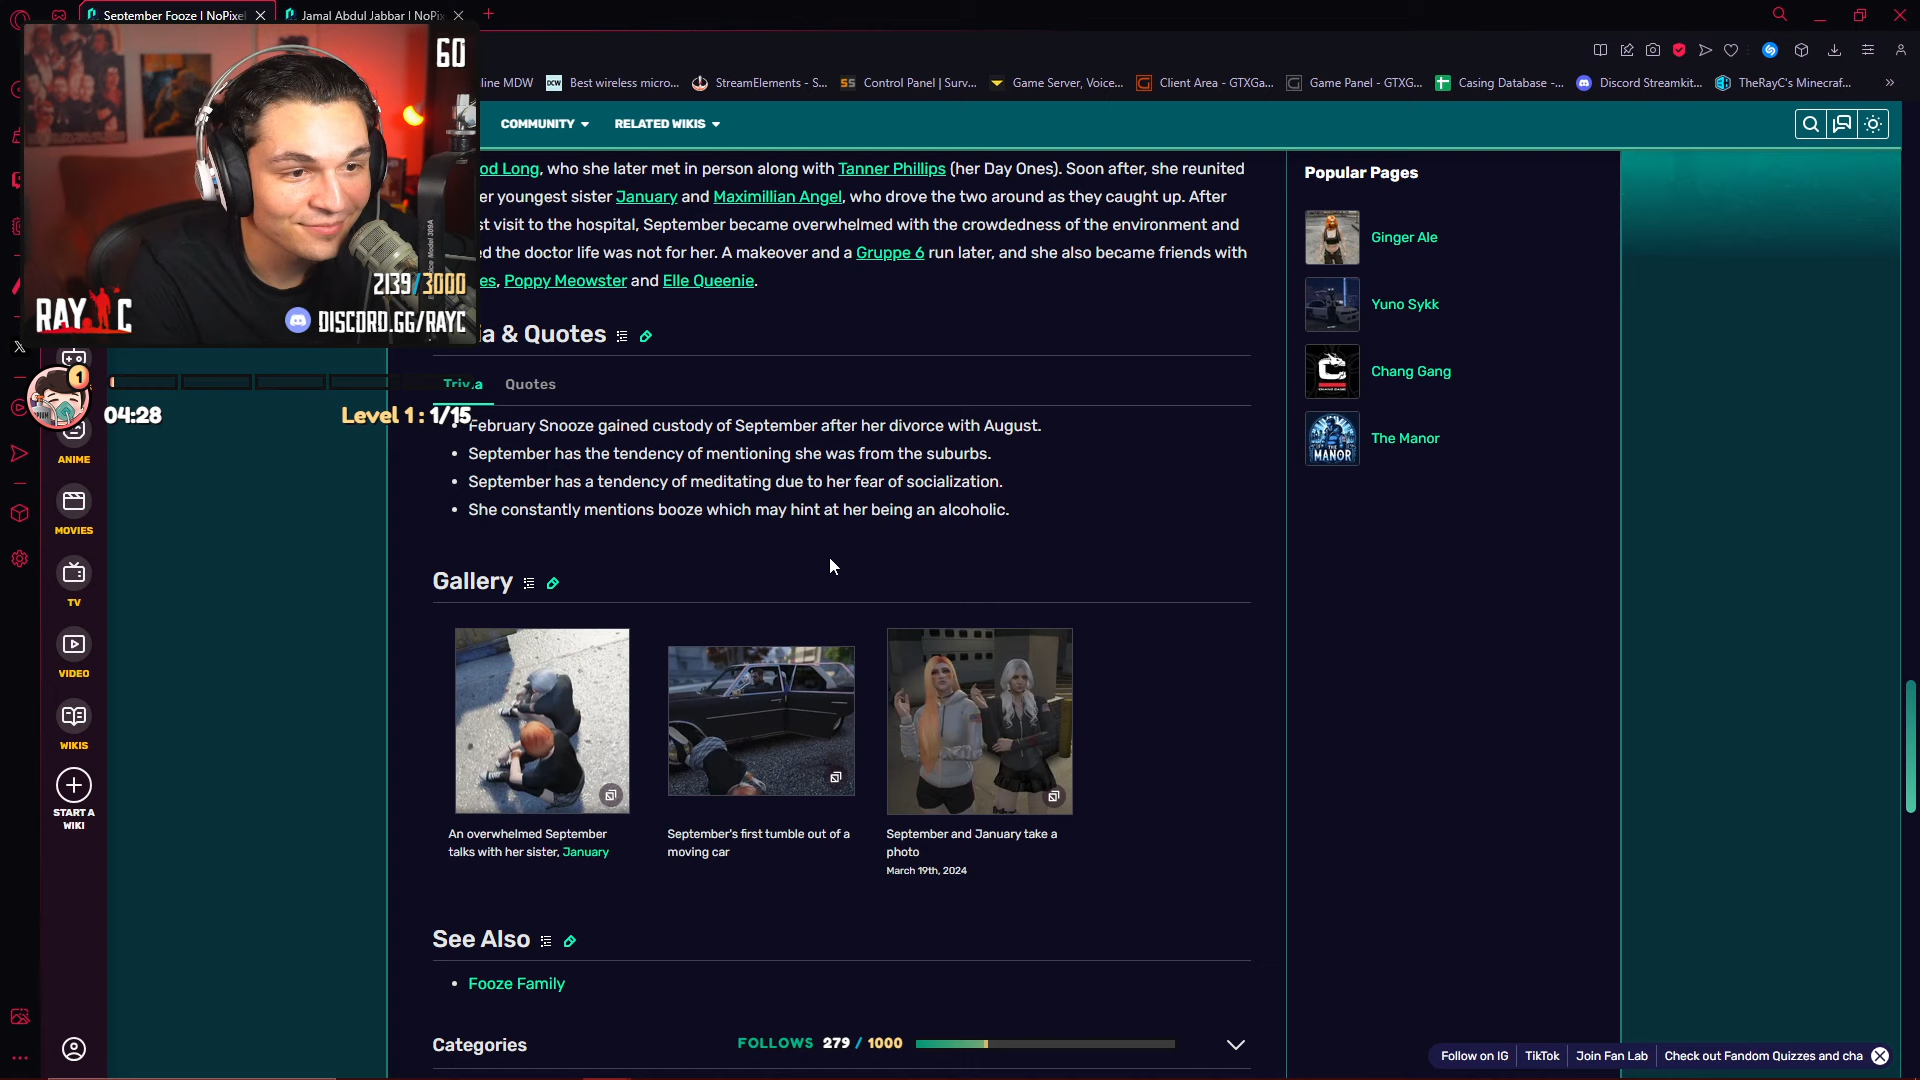 September Fooze | NoPixel
Jamal Abdul Jabbar | NoPix
60
line MDW
Best wireless micro...
StreamElements - S...
Control Panel | Surv...
Game Server, Voice...
Client Area - GTXGa...
Game Panel - GTXG...
Casing Database -...
Discord Streamkit...
TheRayC's Minecraf...
COMMUNITY
RELATED WIKIS
od Long, who she later met in person along with Tanner Phillips (her Day Ones). Soon after, she reunited
er youngest sister January and Maximillian Angel, who drove the two around as they caught up. After
st visit to the hospital, September became overwhelmed with the crowdedness of the environment and
ed the doctor life was not for her. A makeover and a Gruppe 6 run later, and she also became friends with
es, Poppy Meowster and Elle Queenie.
2139/3000
RAY C
DISCORD.GG/RAYC
ia & Quotes
Trivia
Quotes
1
04:28
Level 1 : 1/15
February Snooze gained custody of September after her divorce with August.
September has the tendency of mentioning she was from the suburbs.
September has a tendency of meditating due to her fear of socialization.
She constantly mentions booze which may hint at her being an alcoholic.
Popular Pages
Ginger Ale
Yuno Sykk
Chang Gang
The Manor
ANIME
MOVIES
TV
VIDEO
WIKIS
START A
WIKI
Gallery
An overwhelmed September
talks with her sister, January
September's first tumble out of a
moving car
September and January take a
photo
March 19th, 2024
See Also
Fooze Family
Categories
FOLLOWS 279 / 1000
Follow on IG
TikTok
Join Fan Lab
Check out Fandom Quizzes and cha